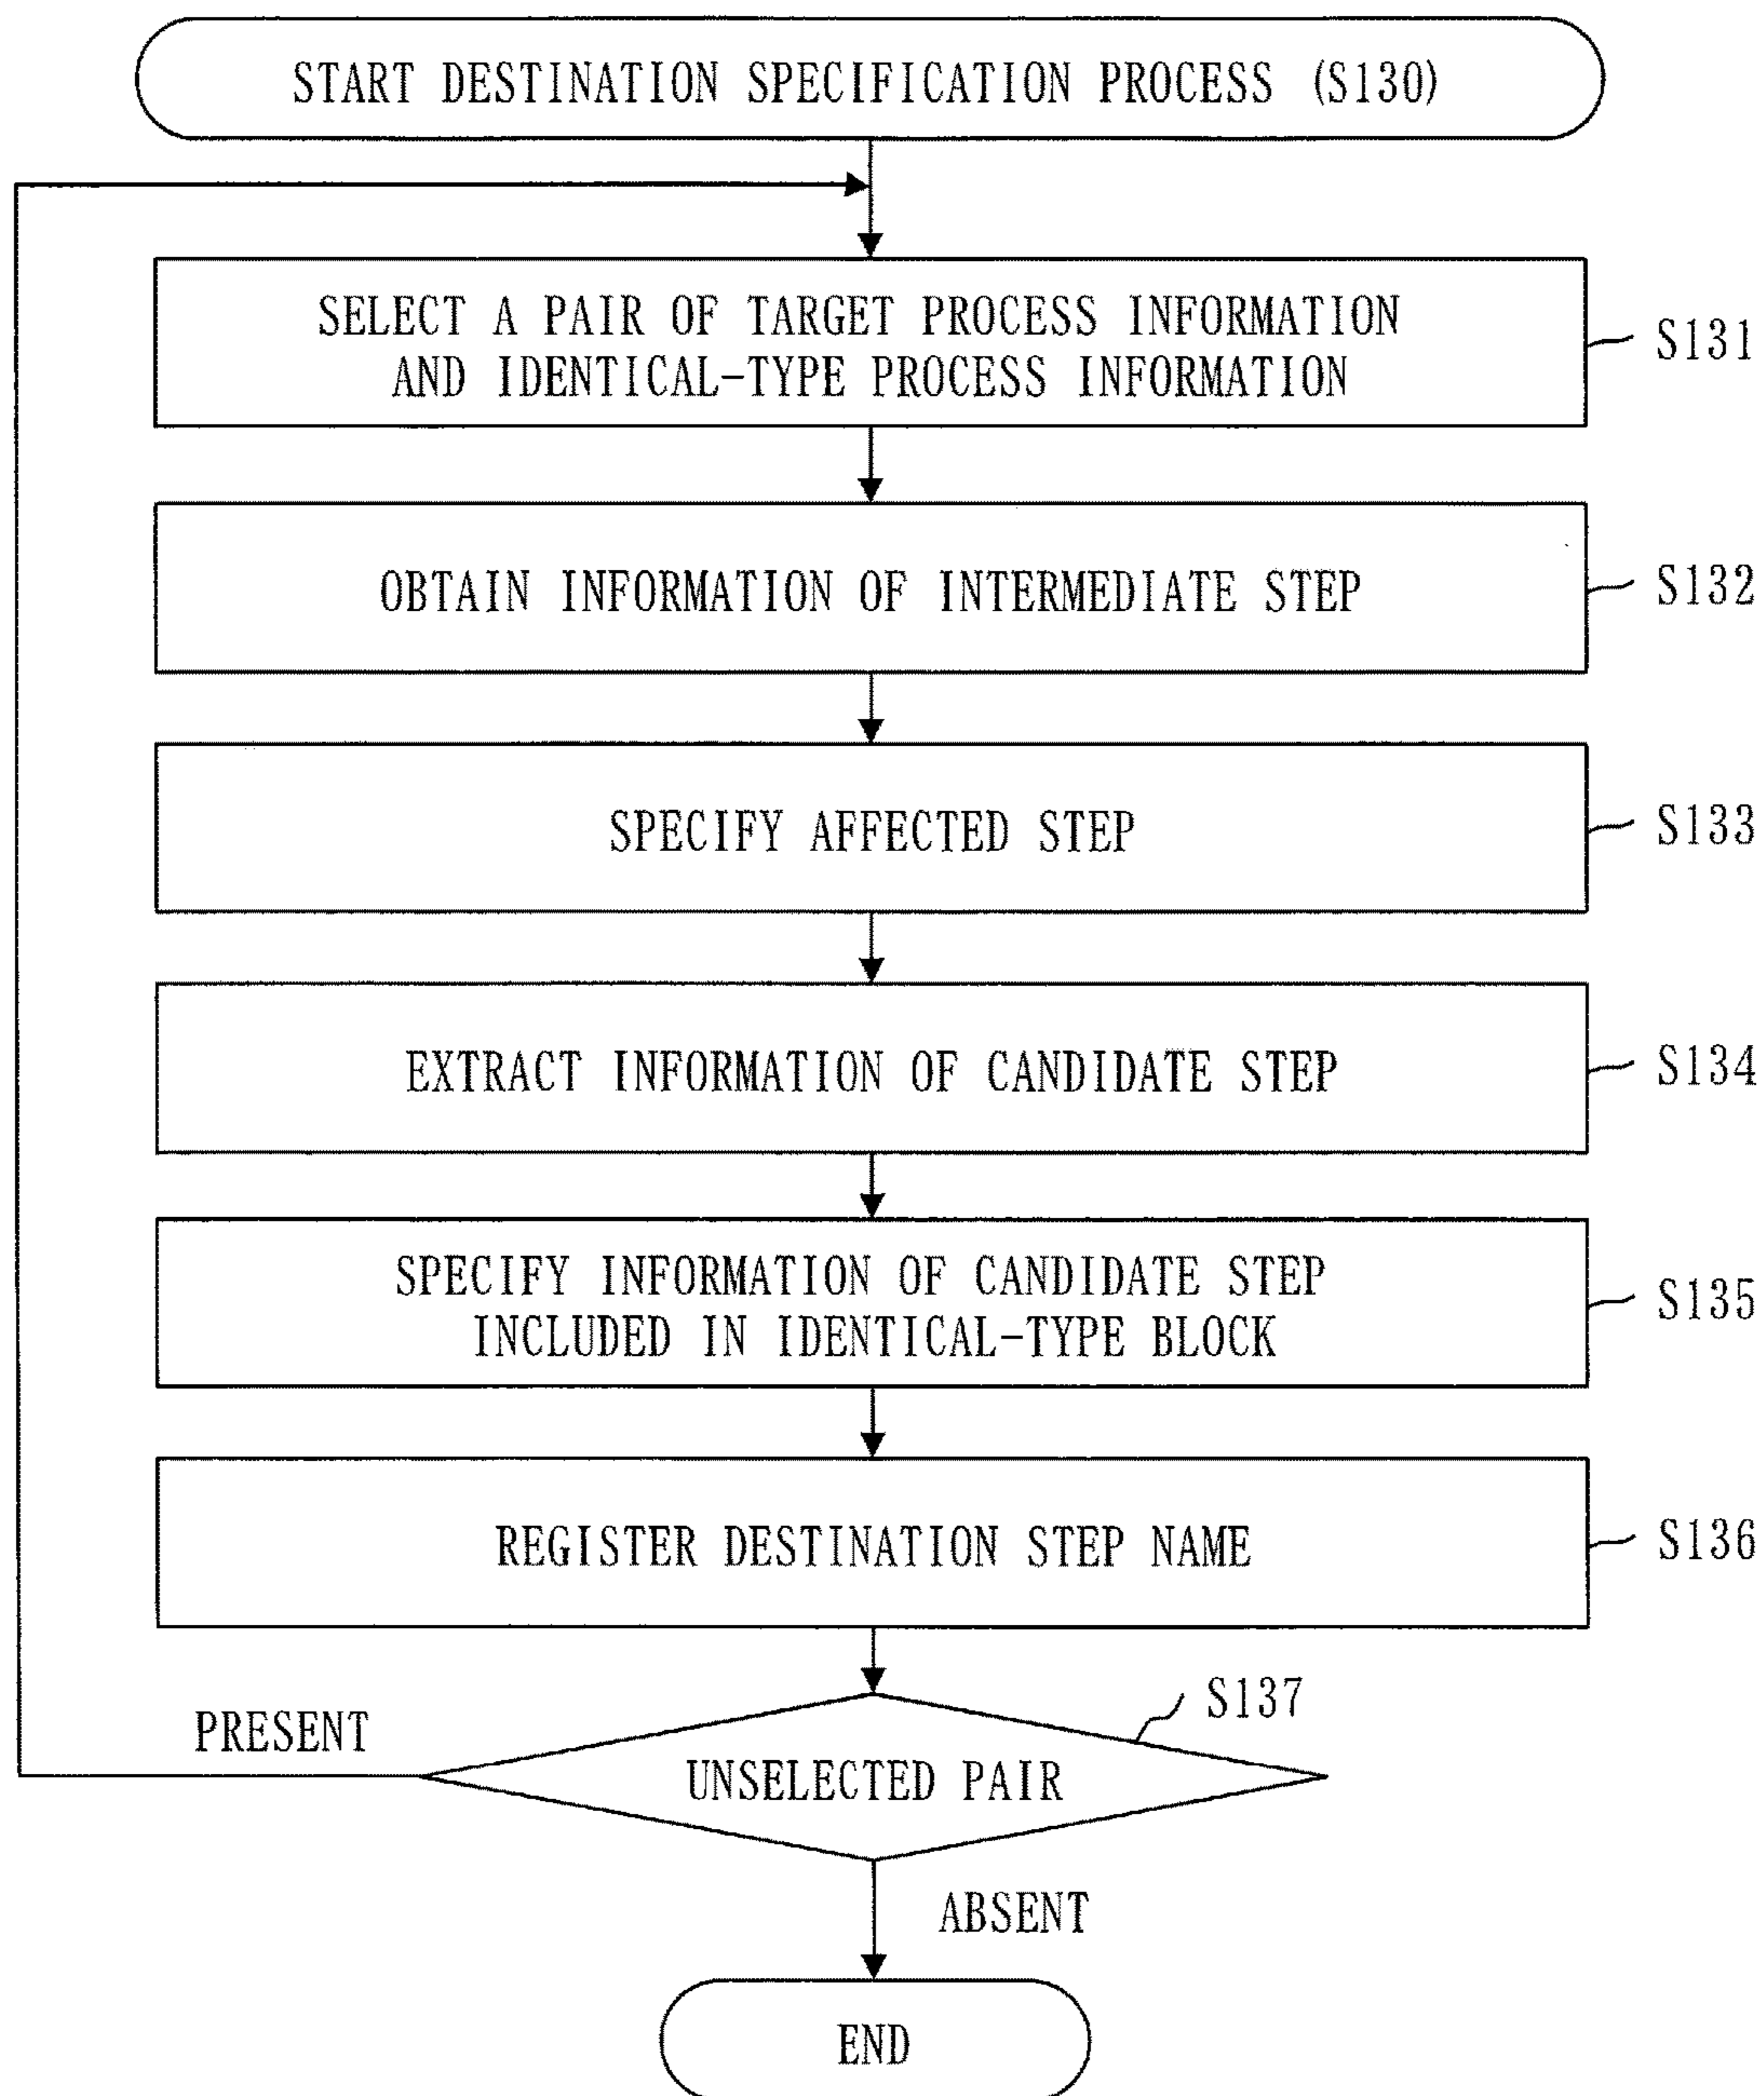 START DESTINATION SPECIFICATION PROCESS (S130)
SELECT A PAIR OF TARGET PROCESS INFORMATION
AND IDENTICAL-TYPE PROCESS INFORMATION
S131
OBTAIN INFORMATION OF INTERMEDIATE STEP
S132
SPECIFY AFFECTED STEP
S133
EXTRACT INFORMATION OF CANDIDATE STEP
S134
SPECIFY INFORMATION OF CANDIDATE STEP
INCLUDED IN IDENTICAL-TYPE BLOCK
S135
REGISTER DESTINATION STEP NAME
S136
S137
PRESENT
UNSELECTED PAIR
ABSENT
END